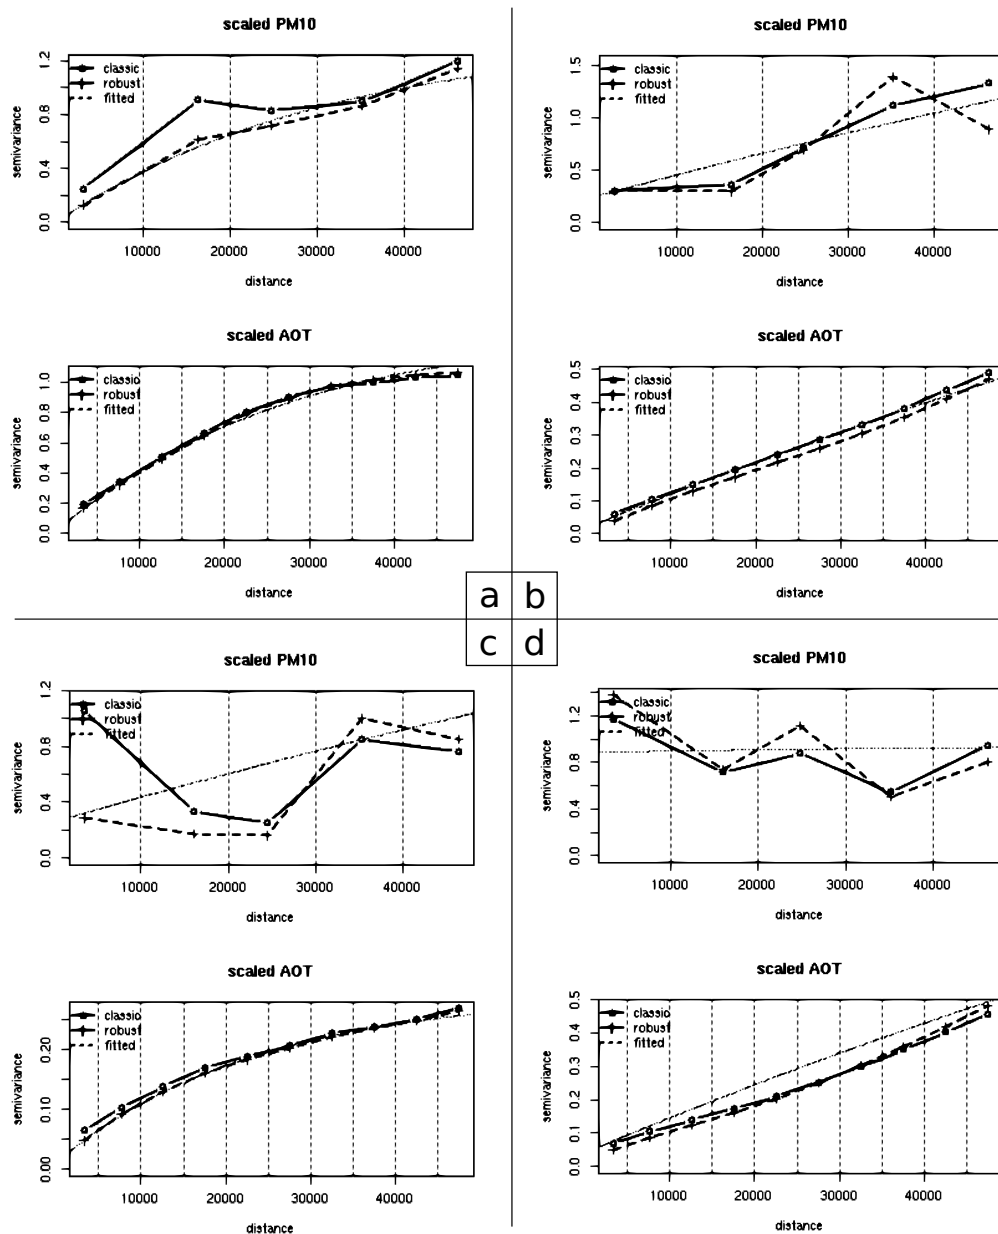 scaled PM10
classic
robust
fitted
semivariance
0.0 0.4 0.8 1.2
10000 20000 30000 40000
distance
scaled AOT
classic
robust
fitted
semivariance
0.0 0.2 0.4 0.6 0.8 1.0
10000 20000 30000 40000
distance
scaled PM10
classic
robust
fitted
semivariance
0.0 0.5 1.0 1.5
10000 20000 30000 40000
distance
scaled AOT
classic
robust
fitted
semivariance
0.0 0.1 0.2 0.3 0.4 0.5
10000 20000 30000 40000
distance
a b
c d
scaled PM10
classic
robust
fitted
semivariance
0.0 0.4 0.8 1.2
10000 20000 30000 40000
distance
scaled AOT
classic
robust
fitted
semivariance
0.00 0.10 0.20
10000 20000 30000 40000
distance
scaled PM10
classic
robust
fitted
semivariance
0.0 0.4 0.8 1.2
10000 20000 30000 40000
distance
scaled AOT
classic
robust
fitted
semivariance
0.0 0.1 0.2 0.3 0.4 0.5
10000 20000 30000 40000
distance